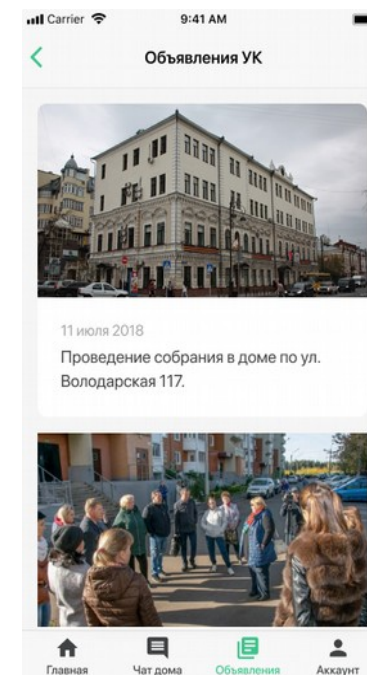 Carrier 9:41 AM
Объявления УК
11 июля 2018
Проведение собрания в доме по ул.
Володарская 117.
Главная Чат дома Объявления Аккаунт